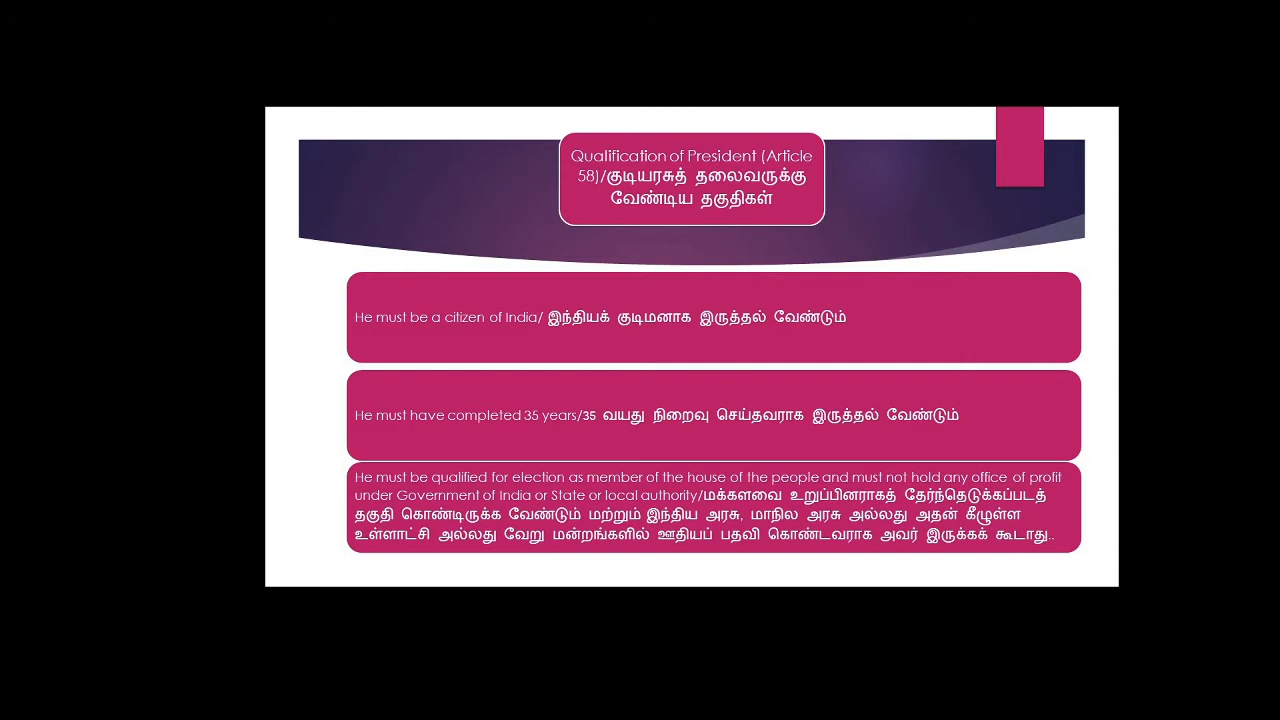 Qualification of President (Article
58)/குடியரசுத் தலைவருக்கு
வேண்டிய தகுதிகள்
He must be a citizen of India/ இந்தியக் குடிமனாக இருத்தல் வேண்டும்
He must have completed 35 years/35 வயது நிறைவு செய்தவராக இருத்தல் வேண்டும்
He must be qualified for election as member of the house of the people and must not hold any office of profit
under Government of India or State or local authority/மக்களவை உறுப்பினராகத் தேர்ந்தெடுக்கப்படத்
தகுதி கொண்டிருக்க வேண்டும் மற்றும் இந்திய அரசு, மாநில அரசு அல்லது அதன் கீழுள்ள
உள்ளாட்சி அல்லது வேறு மன்றங்களில் ஊதியப் பதவி கொண்டவராக அவர் இருக்கக் கூடாது..